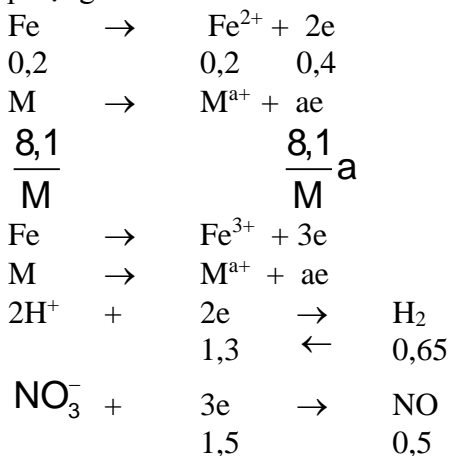 Fe → Fe²⁺ + 2e
0,2 0,2 0,4
M → Mᵃ⁺ + ae
8,1/M 8,1/M a
Fe → Fe³⁺ + 3e
M → Mᵃ⁺ + ae
2H⁺ + 2e → H₂
1,3 ← 0,65
NO₃⁻ + 3e → NO
1,5 0,5